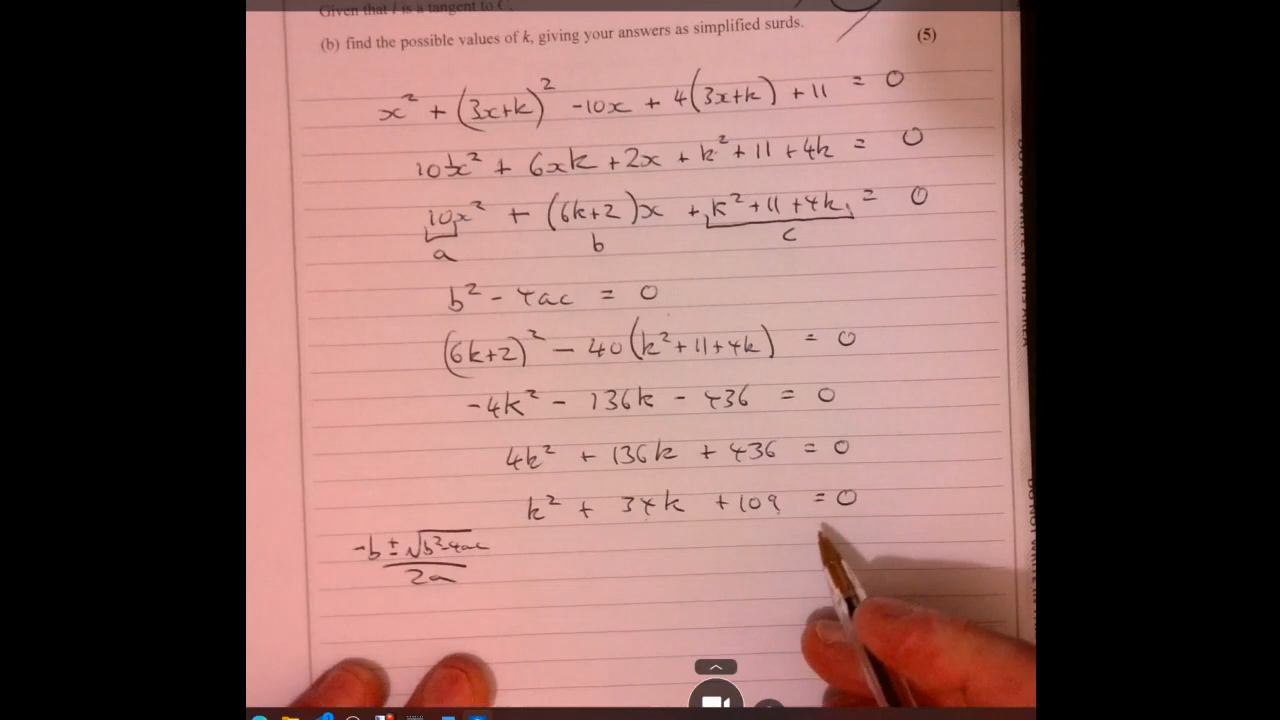 Given that l is a tangent to C,
(b) find the possible values of k, giving your answers as simplified surds.
(5)
x² + (3x+k)² -10x + 4(3x+k) + 11 = 0
10x² + 6xk + 2x + k² + 11 + 4k = 0
10x² + (6k+2)x + k² + 11 + 4k = 0
a b c
b² - 4ac = 0
(6k+2)² - 40(k² + 11 + 4k) = 0
-4k² - 136k - 436 = 0
4k² + 136k + 436 = 0
k² + 34k + 109 = 0
-b ± √b²-4ac
2a